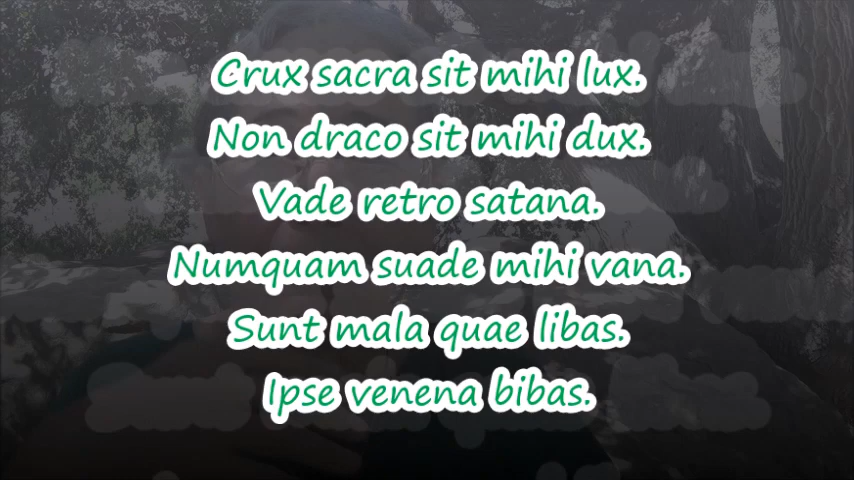 Crux sacra sit mihi lux.
Non draco sit mihi dux.
Vade retro satana.
Numquam suade mihi vana.
Sunt mala quae libas.
Ipse venena bibas.